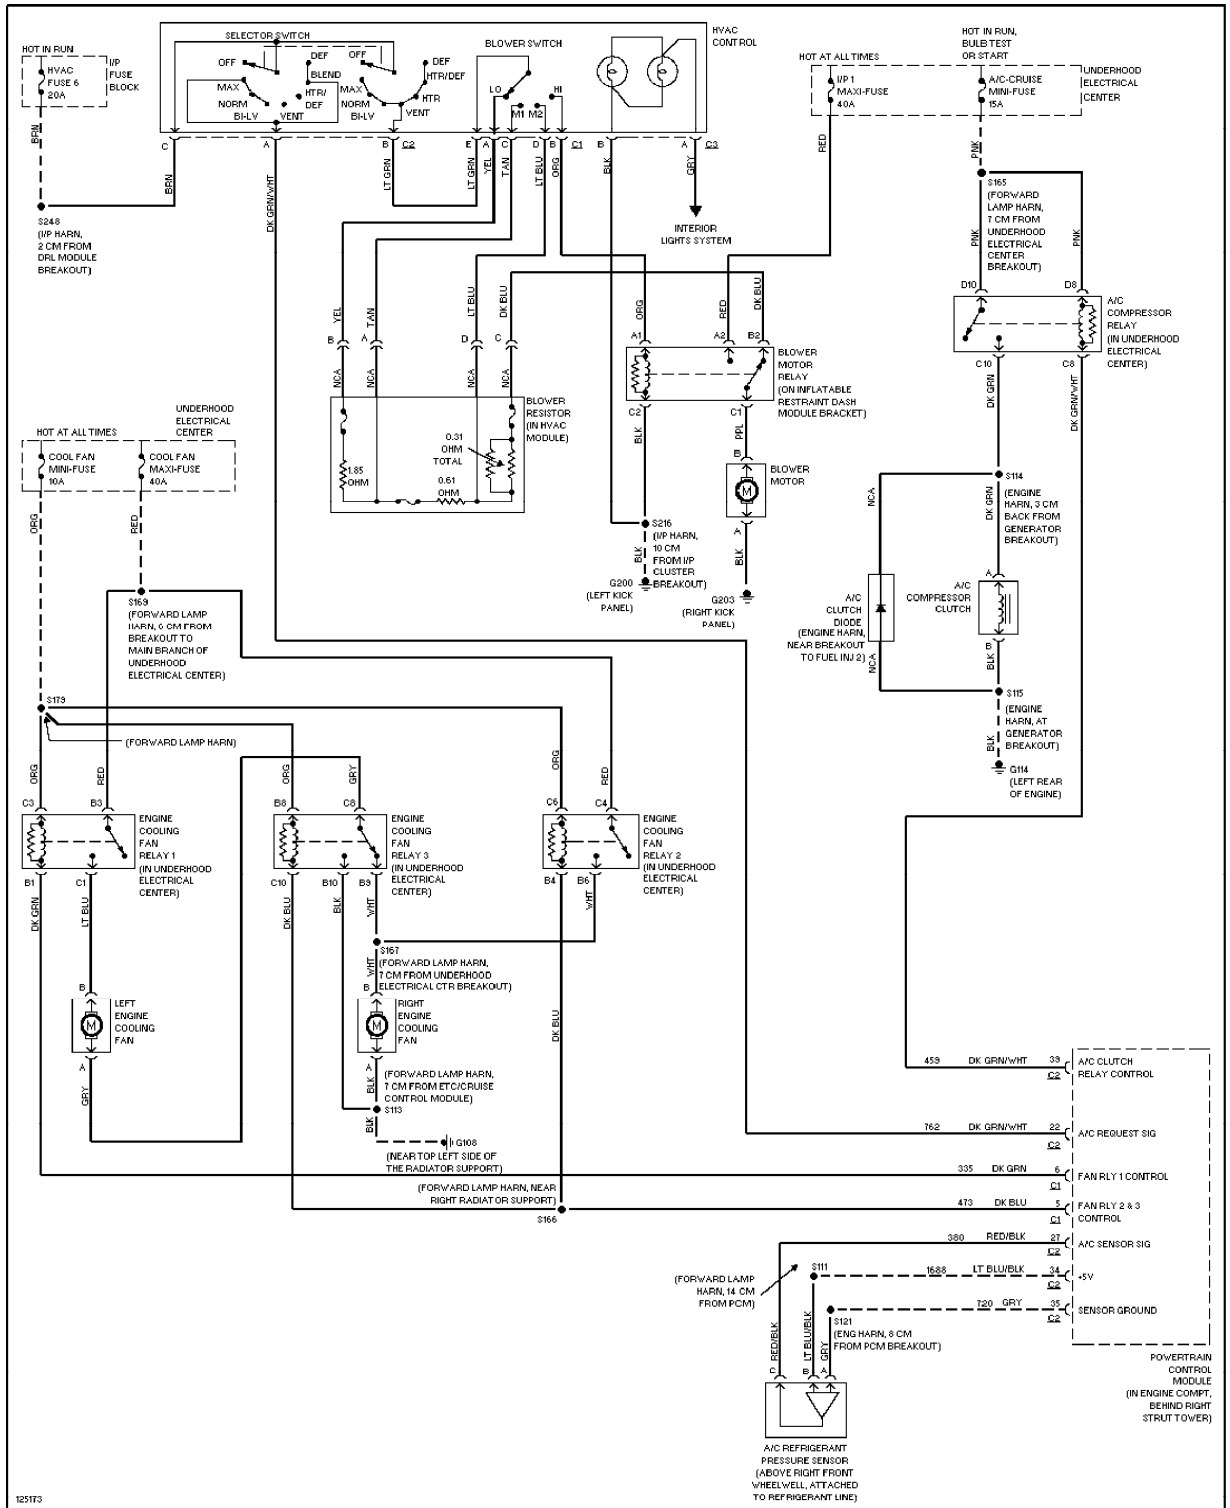 HOT IN RUN
HVAC
FUSE 6
20A
I/P
FUSE
BLOCK
BRN
S248
(I/P HARN,
2 CM FROM
DRL MODULE
BREAKOUT)
SELECTOR SWITCH
OFF
DEF
BLEND
HTR/
DEF
MAX
NORM
BI-LV
VENT
OFF
DEF
HTR/DEF
HTR
VENT
MAX
NORM
BI-LV
BLOWER SWITCH
LO
HI
M1
M2
HVAC
CONTROL
C
A
B
C2
E
A
C
D
B
C1
B
A
C3
BRN
DK GRN/WHT
LT GRN
LT GRN
YEL
TAN
LT BLU
ORG
BLK
GRY
INTERIOR
LIGHTS SYSTEM
HOT AT ALL TIMES
I/P 1
MAXI-FUSE
40A
HOT IN RUN,
BULB TEST
OR START
A/C-CRUISE
MINI-FUSE
15A
UNDERHOOD
ELECTRICAL
CENTER
RED
PNK
S165
(FORWARD
LAMP HARN,
7 CM FROM
UNDERHOOD
ELECTRICAL
CENTER
BREAKOUT)
PNK
PNK
D10
D8
A/C
COMPRESSOR
RELAY
(IN UNDERHOOD
ELECTRICAL
CENTER)
C10
C8
DK GRN
DK GRN/WHT
YEL
TAN
LT BLU
DK BLU
ORG
RED
DK BLU
B
A
D
C
A1
A2
B2
NCA
NCA
NCA
NCA
BLOWER
RESISTOR
(IN HVAC
MODULE)
0.31
OHM
TOTAL
1.85
OHM
0.61
OHM
BLOWER
MOTOR
RELAY
(ON INFLATABLE
RESTRAINT DASH
MODULE BRACKET)
C2
C1
BLK
PPL
B
BLOWER
MOTOR
M
A
BLK
G203
(RIGHT KICK
PANEL)
S216
(I/P HARN,
10 CM
FROM I/P
CLUSTER
BREAKOUT)
BLK
G200
(LEFT KICK
PANEL)
S114
(ENGINE
HARN, 3 CM
BACK FROM
GENERATOR
BREAKOUT)
NCA
DK GRN
A
A/C
COMPRESSOR
CLUTCH
B
BLK
A/C
CLUTCH
DIODE
(ENGINE HARN,
NEAR BREAKOUT
TO FUEL INJ 2)
NCA
S115
(ENGINE
HARN, AT
GENERATOR
BREAKOUT)
BLK
G114
(LEFT REAR
OF ENGINE)
UNDERHOOD
ELECTRICAL
CENTER
HOT AT ALL TIMES
COOL FAN
MINI-FUSE
10A
COOL FAN
MAXI-FUSE
40A
ORG
RED
S169
(FORWARD LAMP
HARN, 6 CM FROM
BREAKOUT TO
MAIN BRANCH OF
UNDERHOOD
ELECTRICAL CENTER)
S179
(FORWARD LAMP HARN)
ORG
RED
ORG
GRY
ORG
RED
C3
B3
B8
C8
C6
C4
ENGINE
COOLING
FAN
RELAY 1
(IN UNDERHOOD
ELECTRICAL
CENTER)
ENGINE
COOLING
FAN
RELAY 3
(IN UNDERHOOD
ELECTRICAL
CENTER)
ENGINE
COOLING
FAN
RELAY 2
(IN UNDERHOOD
ELECTRICAL
CENTER)
B1
C1
C10
B10
B9
B4
B6
DK GRN
LT BLU
DK BLU
BLK
WHT
WHT
S167
(FORWARD LAMP HARN,
7 CM FROM UNDERHOOD
ELECTRICAL CTR BREAKOUT)
WHT
B
LEFT
ENGINE
COOLING
FAN
M
A
GRY
B
RIGHT
ENGINE
COOLING
FAN
M
A
BLK
DK BLU
(FORWARD LAMP HARN,
7 CM FROM ETC/CRUISE
CONTROL MODULE)
S113
BLK
G108
(NEAR TOP LEFT SIDE OF
THE RADIATOR SUPPORT)
(FORWARD LAMP HARN, NEAR
RIGHT RADIATOR SUPPORT)
S166
459 DK GRN/WHT 39
C2
A/C CLUTCH
RELAY CONTROL
762 DK GRN/WHT 22
C2
A/C REQUEST SIG
335 DK GRN 6
C1
FAN RLY 1 CONTROL
473 DK BLU 5
C1
FAN RLY 2 & 3
CONTROL
380 RED/BLK 27
C2
A/C SENSOR SIG
1688 LT BLU/BLK 34
C2
+5V
720 GRY 35
C2
SENSOR GROUND
S111
(FORWARD LAMP
HARN, 14 CM
FROM PCM)
S121
(ENG HARN, 8 CM
FROM PCM BREAKOUT)
RED/BLK
LT BLU/BLK
GRY
C
B
A
POWERTRAIN
CONTROL
MODULE
(IN ENGINE COMPT,
BEHIND RIGHT
STRUT TOWER)
A/C REFRIGERANT
PRESSURE SENSOR
(ABOVE RIGHT FRONT
WHEELWELL, ATTACHED
TO REFRIGERANT LINE)
125173